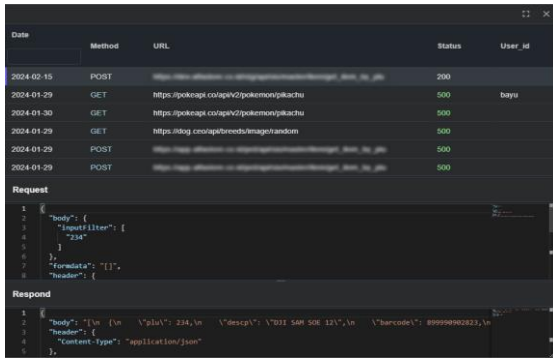 Date
Method URL Status User_id
2024-02-15 POST 200
2024-01-29 GET https://pokeapi.co/api/v2/pokemon/pikachu 500 bayu
2024-01-30 GET https://pokeapi.co/api/v2/pokemon/pikachu 500
2024-01-29 GET https://dog.ceo/api/breeds/image/random 500
2024-01-29 POST 500
2024-01-29 POST 500
Request
1 {
2 "body": {
3 "inputFilter": [
4 "234"
5 ]
6 },
7 "formdata": "[]",
8 "header": {
Respond
1 {
2 "body": "[\n {\n \"plu\": 234,\n \"descp\": \"DJI SAM SOE 12\",\n \"barcode\": 899990902823,\n
3 "header": {
4 "Content-Type": "application/json"
5 },